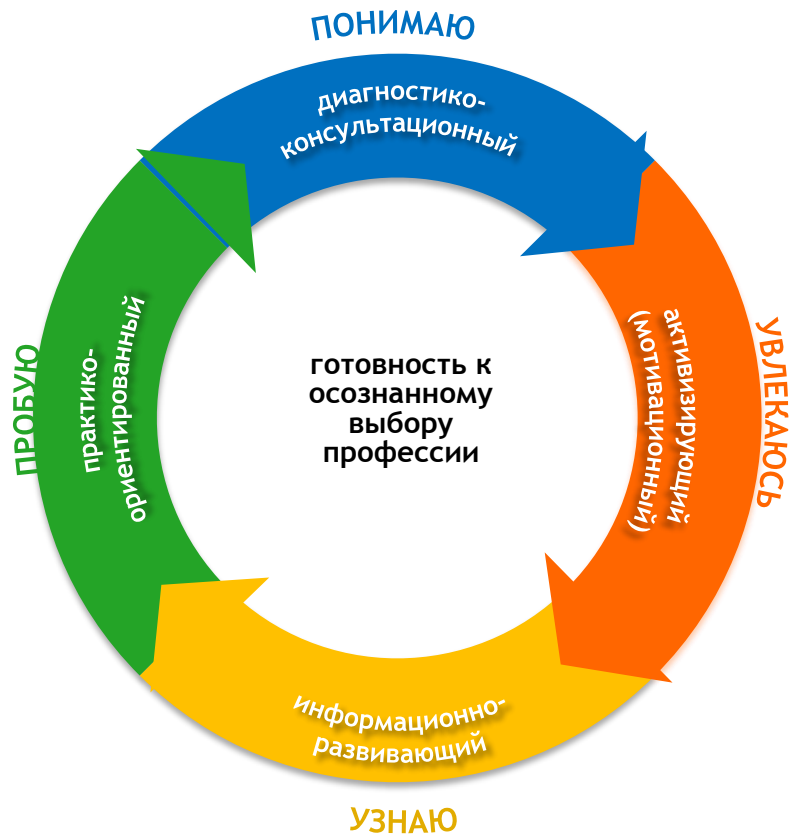 ПОНИМАЮ
диагностико-
консультационный
УВЛЕКАЮСЬ
активизирующий
(мотивационный)
готовность к
осознанному
выбору
профессии
ПРОБУЮ
практико-
ориентированный
информационно-
развивающий
УЗНАЮ